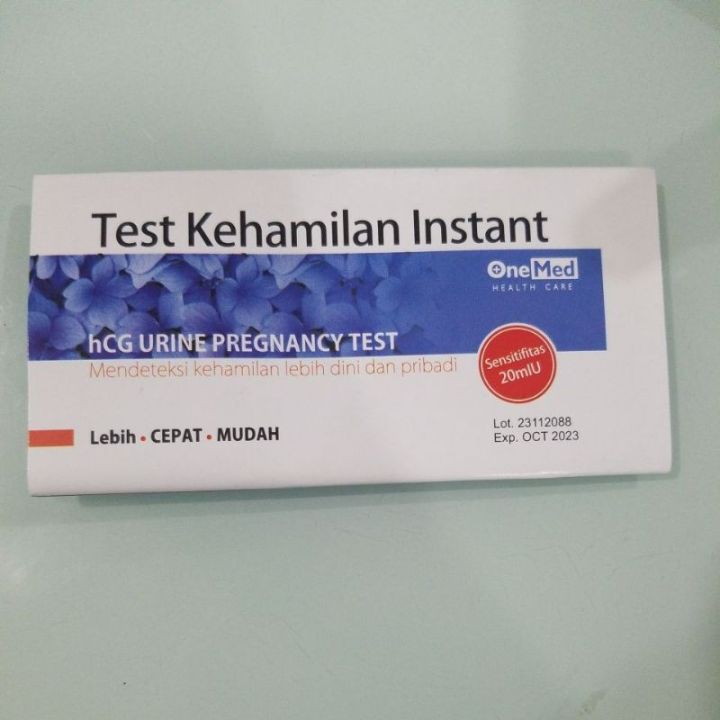 Test Kehamilan Instant
OneMed
HEALTH CARE
hCG URINE PREGNANCY TEST
Mendeteksi kehamilan lebih dini dan pribadi
Sensitifitas
20mIU
Lot. 23112088
Exp. OCT 2023
Lebih • CEPAT • MUDAH